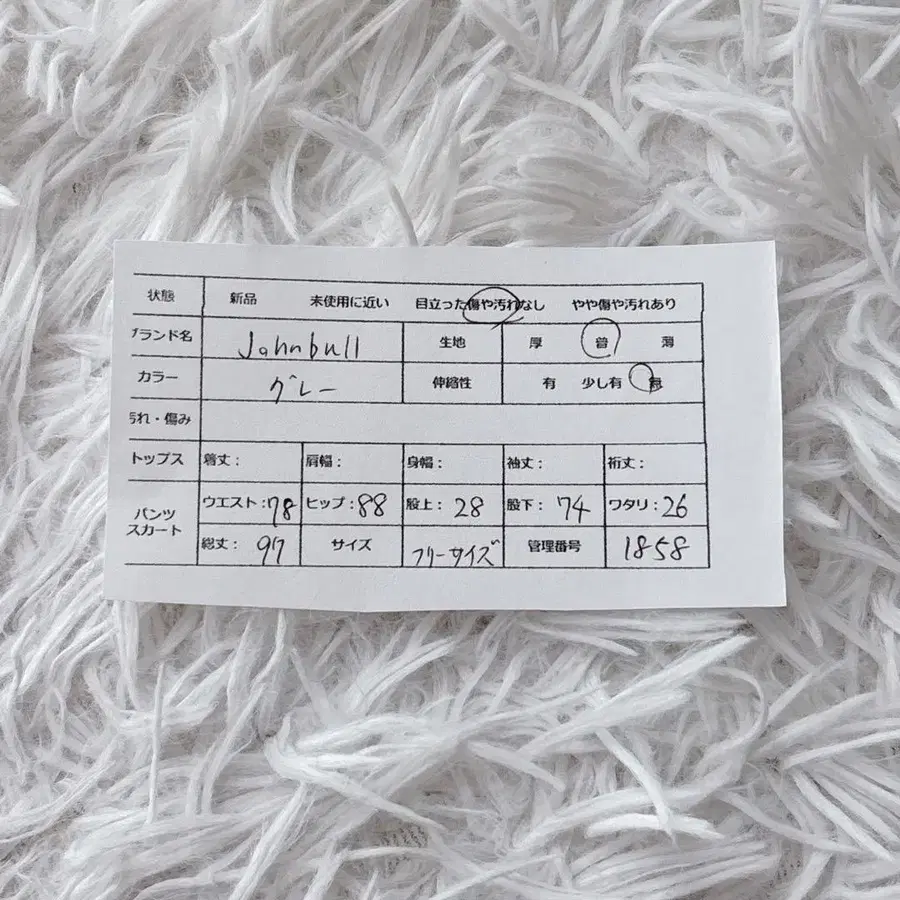 状態 新品 未使用に近い 目立った傷や汚れなし やや傷や汚れあり
ブランド名 Johnbull 生地 厚 普 薄
カラー グレー 伸縮性 有 少し有 無
汚れ・傷み
トップス 着丈: 肩幅: 身幅: 袖丈: 裄丈:
パンツ スカート ウエスト:78 ヒップ:88 股上:28 股下:74 ワタリ:26
総丈:97 サイズ フリーサイズ 管理番号 1858